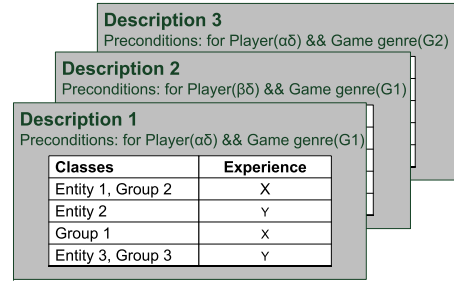 Description 3
Preconditions: for Player(αδ) && Game genre(G2)
Description 2
Preconditions: for Player(βδ) && Game genre(G1)
Description 1
Preconditions: for Player(αδ) && Game genre(G1)
Classes Experience
Entity 1, Group 2 X
Entity 2 Y
Group 1 X
Entity 3, Group 3 Y